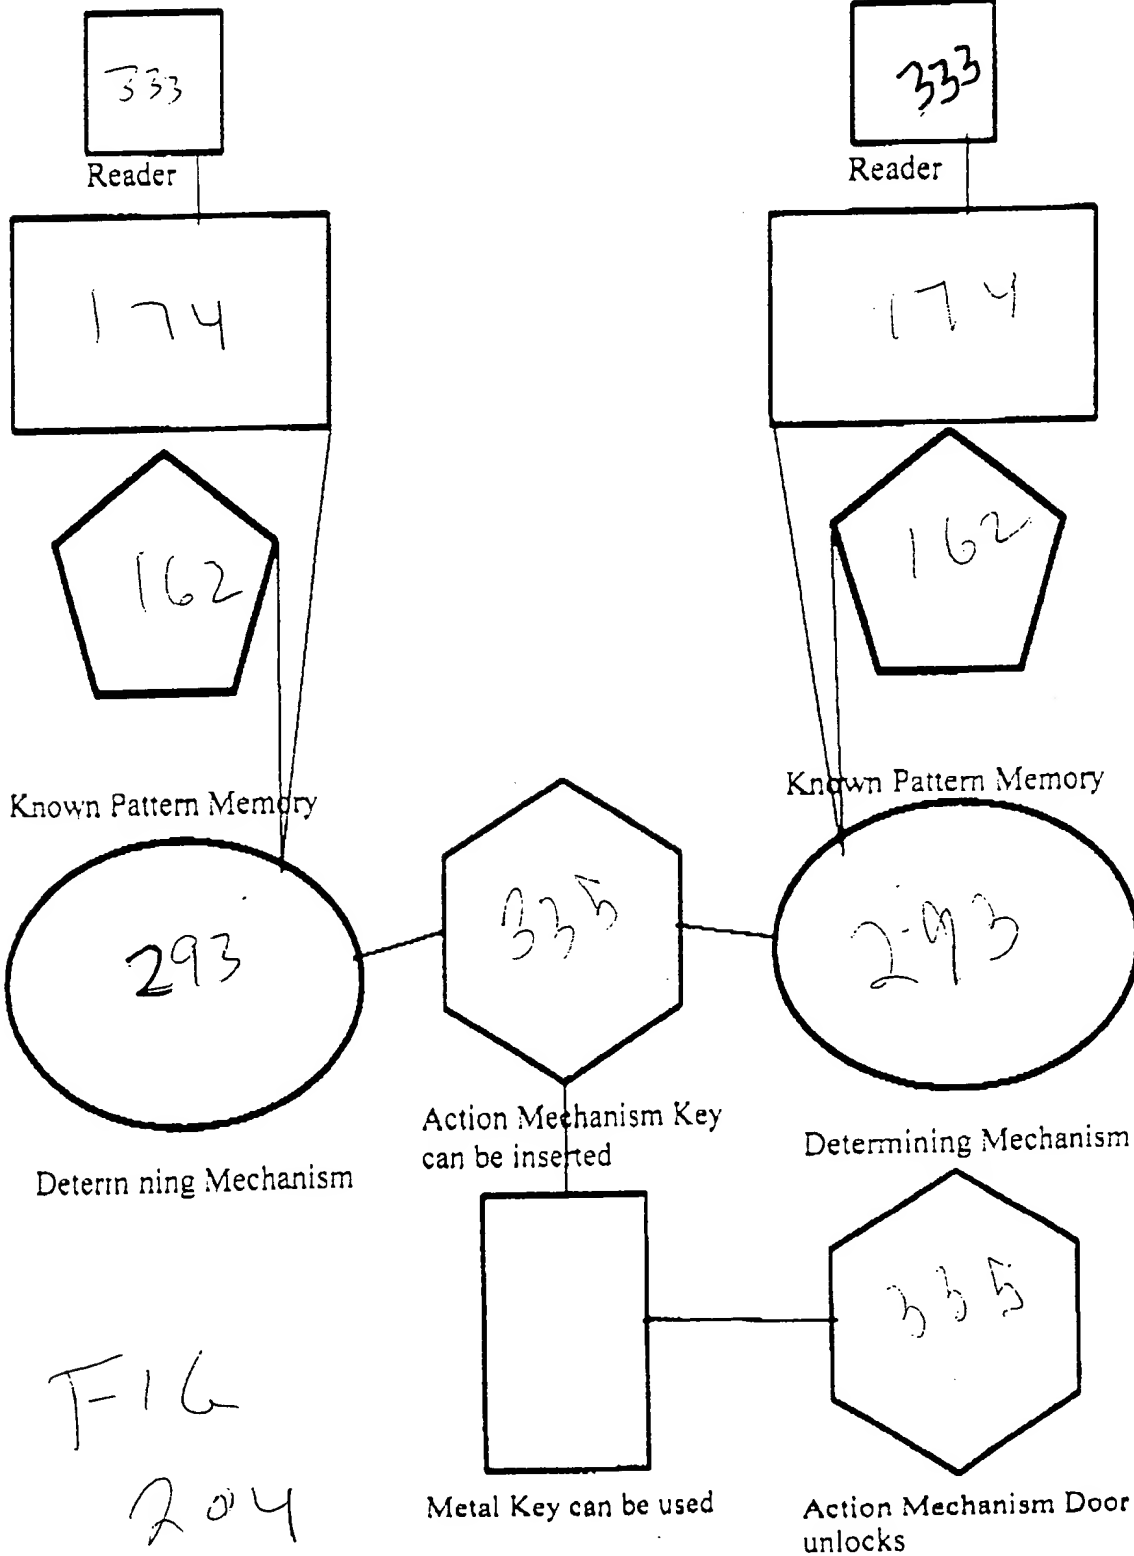 333
333
Reader
Reader
174
174
162
162
Known Pattern Memory
Known Pattern Memory
293
335
293
Action Mechanism Key
can be inserted
Determining Mechanism
Determ ning Mechanism
335
FIG
204
Metal Key can be used
Action Mechanism Door
unlocks